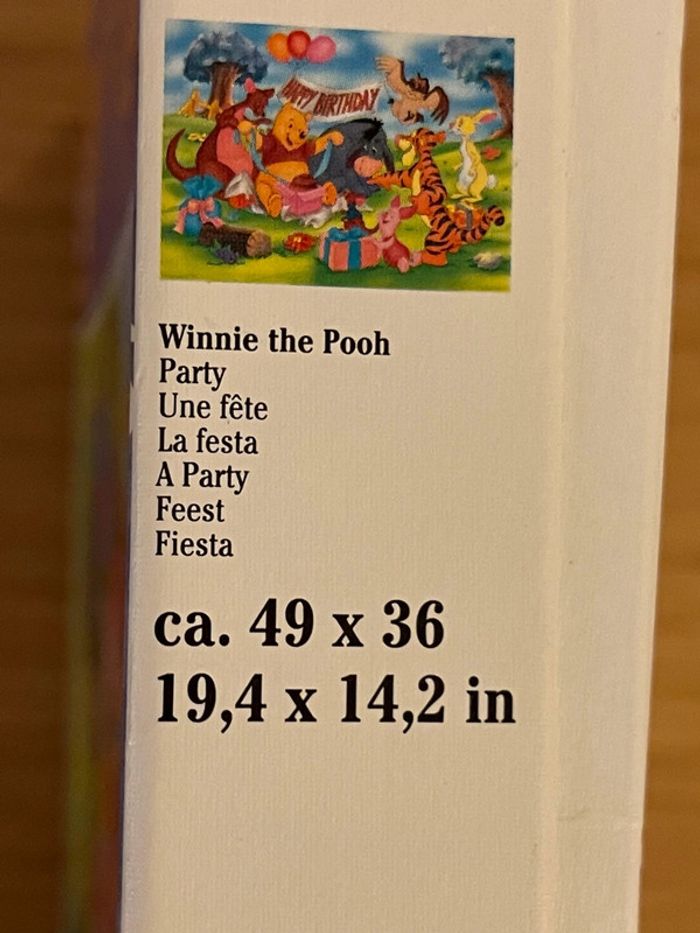 HAPPY BIRTHDAY
Winnie the Pooh
Party
Une fête
La festa
A Party
Feest
Fiesta
ca. 49 x 36
19,4 x 14,2 in